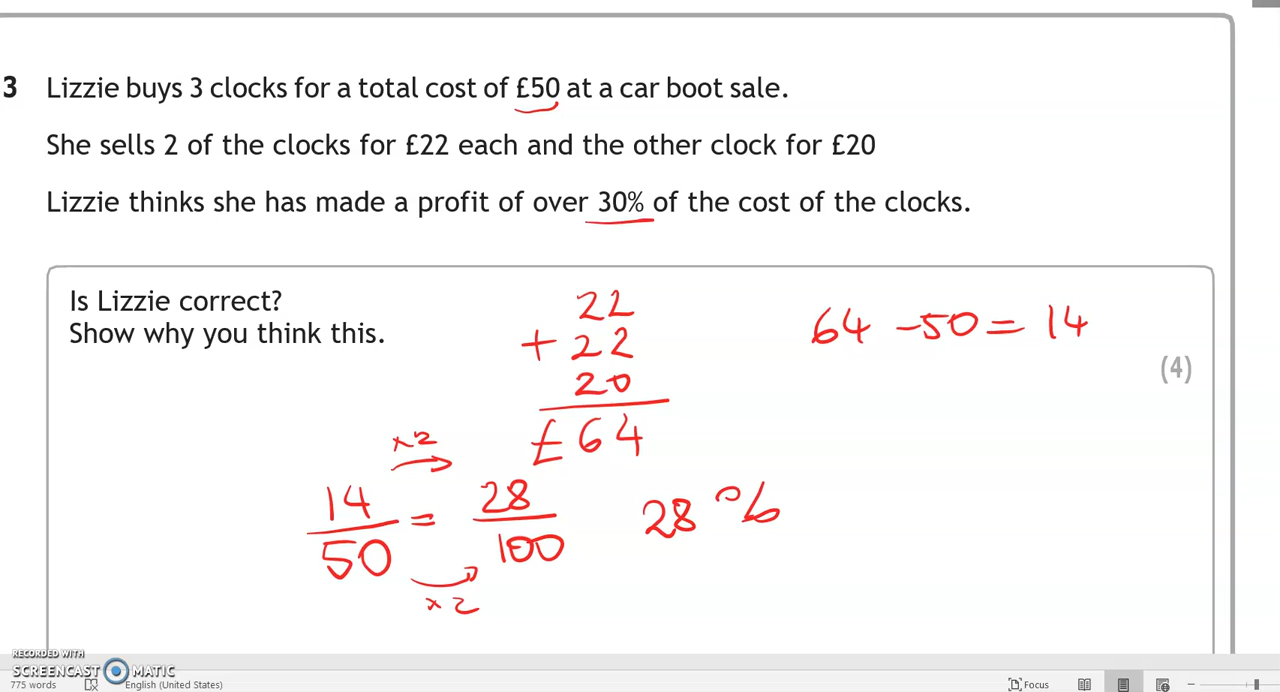 3 Lizzie buys 3 clocks for a total cost of £50 at a car boot sale.
She sells 2 of the clocks for £22 each and the other clock for £20
Lizzie thinks she has made a profit of over 30% of the cost of the clocks.
Is Lizzie correct?
Show why you think this.
22
+ 22
20
£64
64 - 50 = 14
(4)
x2
14/50 = 28/100
x2
28 %
RECORDED WITH
SCREENCAST MATIC
775 words English (United States) Focus